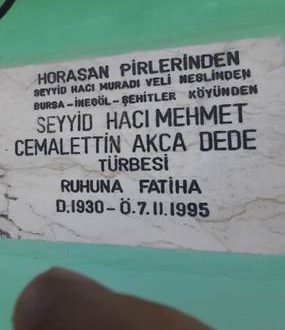 HORASAN PİRLERİNDEN
SEYYİD HACI MURADI VELİ NESLİNDEN
BURSA-İNEGÖL-ŞEHİTLER KÖYÜNDEN
SEYYİD HACI MEHMET
CEMALETTİN AKCA DEDE
TÜRBESİ
RUHUNA FATİHA
D.1930-Ö.7.11.1995